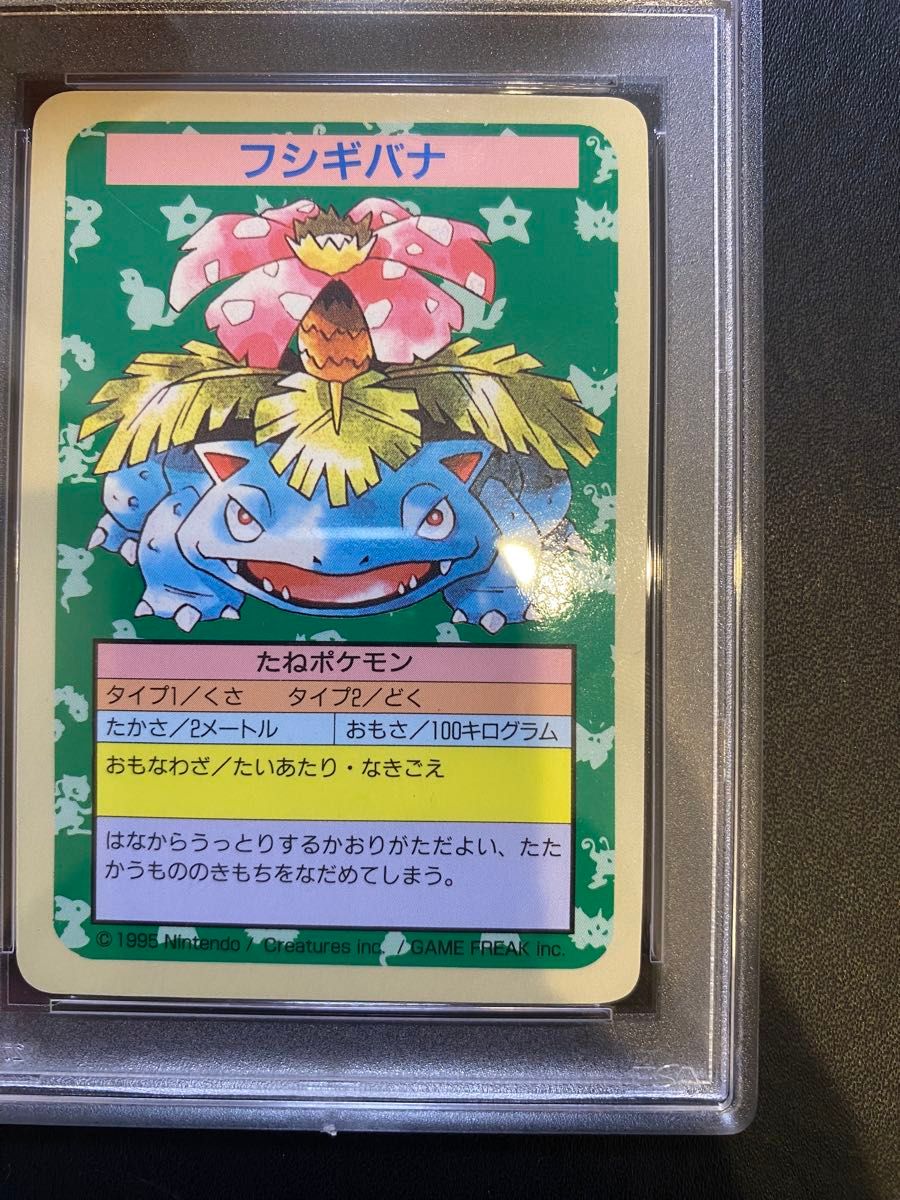 フシギバナ
たねポケモン
タイプ1／くさ タイプ2／どく
たかさ／2メートル おもさ／100キログラム
おもなわざ／たいあたり・なきごえ
はなからうっとりするかおりがただよい、たた
かうもののきもちをなだめてしまう。
©1995 Nintendo / Creatures inc. / GAME FREAK inc.